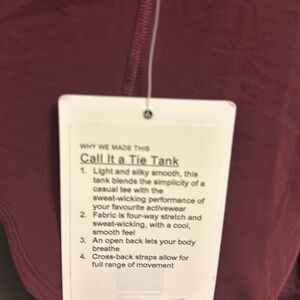 WHY WE MADE THIS
Call It a Tie Tank
1. Light and silky smooth, this
tank blends the simplicity of a
casual tee with the
sweat-wicking performance of
your favourite activewear
2. Fabric is four-way stretch and
sweat-wicking, with a cool,
smooth feel
3. An open back lets your body
breathe
4. Cross-back straps allow for
full range of movement